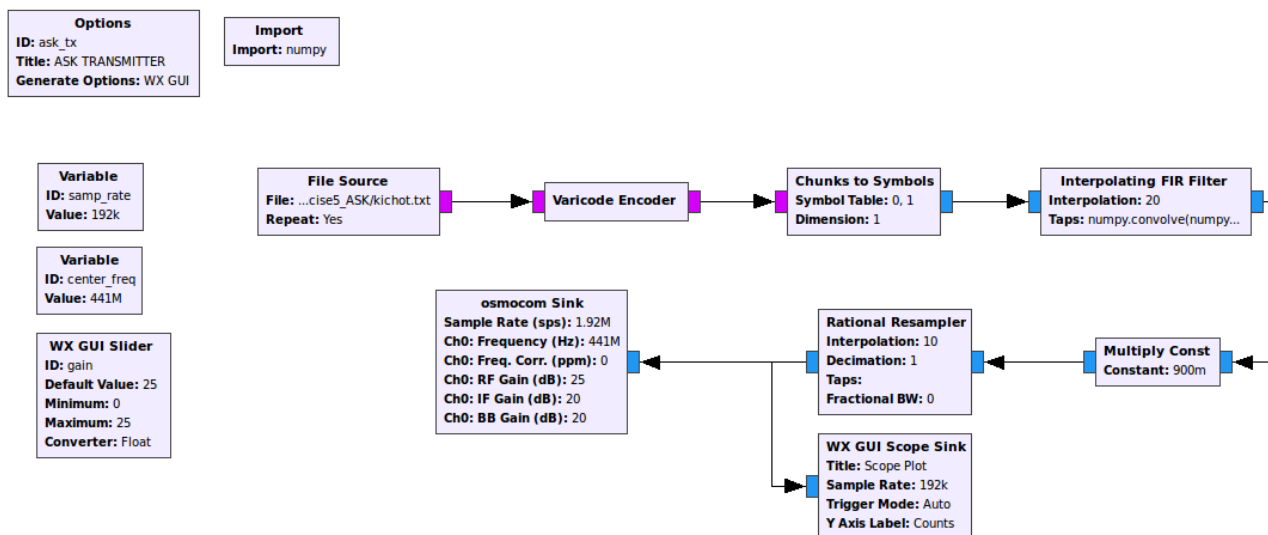 Options
ID: ask_tx
Title: ASK TRANSMITTER
Generate Options: WX GUI
Import
Import: numpy
Variable
ID: samp_rate
Value: 192k
File Source
File: ...cise5_ASK/kichot.txt
Repeat: Yes
Varicode Encoder
Chunks to Symbols
Symbol Table: 0, 1
Dimension: 1
Interpolating FIR Filter
Interpolation: 20
Taps: numpy.convolve(numpy...
Variable
ID: center_freq
Value: 441M
WX GUI Slider
ID: gain
Default Value: 25
Minimum: 0
Maximum: 25
Converter: Float
osmocom Sink
Sample Rate (sps): 1.92M
Ch0: Frequency (Hz): 441M
Ch0: Freq. Corr. (ppm): 0
Ch0: RF Gain (dB): 25
Ch0: IF Gain (dB): 20
Ch0: BB Gain (dB): 20
Rational Resampler
Interpolation: 10
Decimation: 1
Taps:
Fractional BW: 0
Multiply Const
Constant: 900m
WX GUI Scope Sink
Title: Scope Plot
Sample Rate: 192k
Trigger Mode: Auto
Y Axis Label: Counts